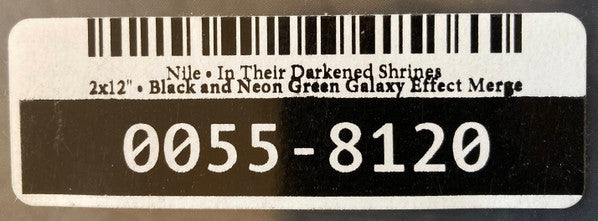 Nile • In Their Darkened Shrines
2x12" • Black and Neon Green Galaxy Effect Merge
0055-8120